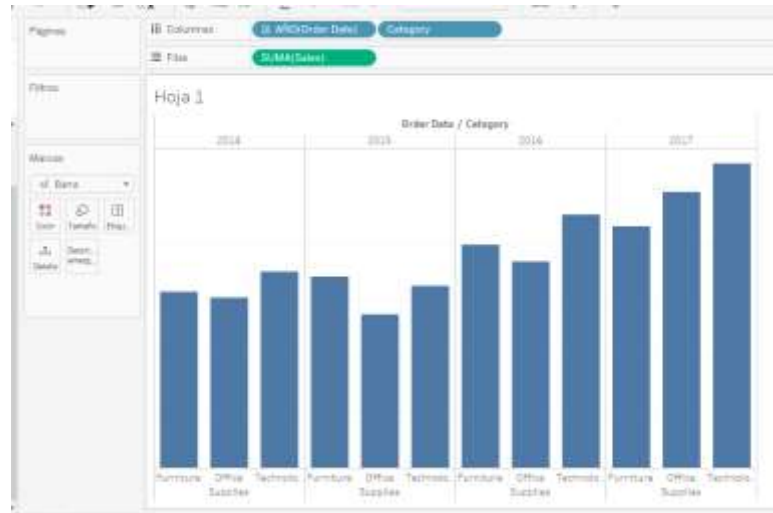 Páginas
Columnas
AÑO(Order Date)
Category
Filas
SUMA(Sales)
Filtros
Hoja 1
Order Date / Category
2014
2015
2016
2017
Marcas
Barra
Color
Tamaño
Etiqu..
Detalle
Furniture
Office
Supplies
Technolo..
Furniture
Office
Supplies
Technolo..
Furniture
Office
Supplies
Technolo..
Furniture
Office
Supplies
Technolo..